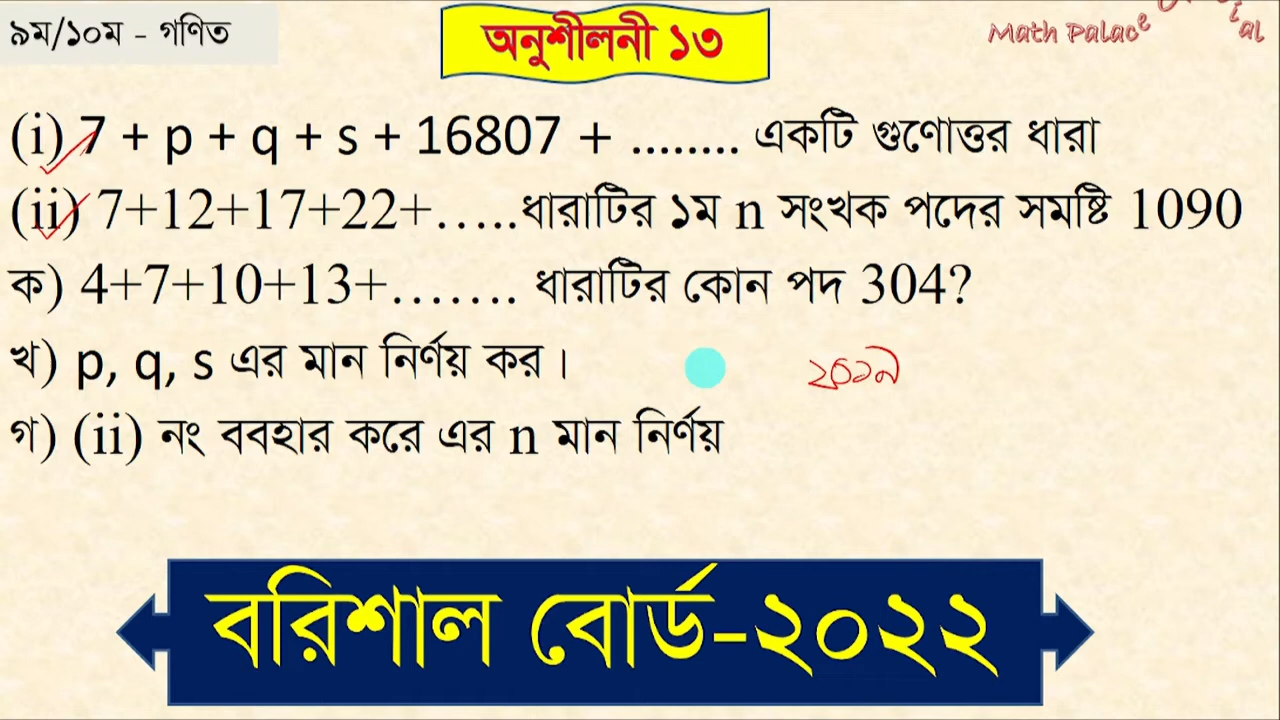 ৯ম/১০ম - গণিত
অনুশীলনী ১৩
Math Palace
(i) 7 + p + q + s + 16807 + ........ একটি গুণোত্তর ধারা
(ii) 7+12+17+22+.....ধারাটির ১ম n সংখক পদের সমষ্টি 1090
ক) 4+7+10+13+....... ধারাটির কোন পদ 304?
খ) p, q, s এর মান নির্ণয় কর।
গ) (ii) নং ববহার করে এর n মান নির্ণয়
বরিশাল বোর্ড-২০২২